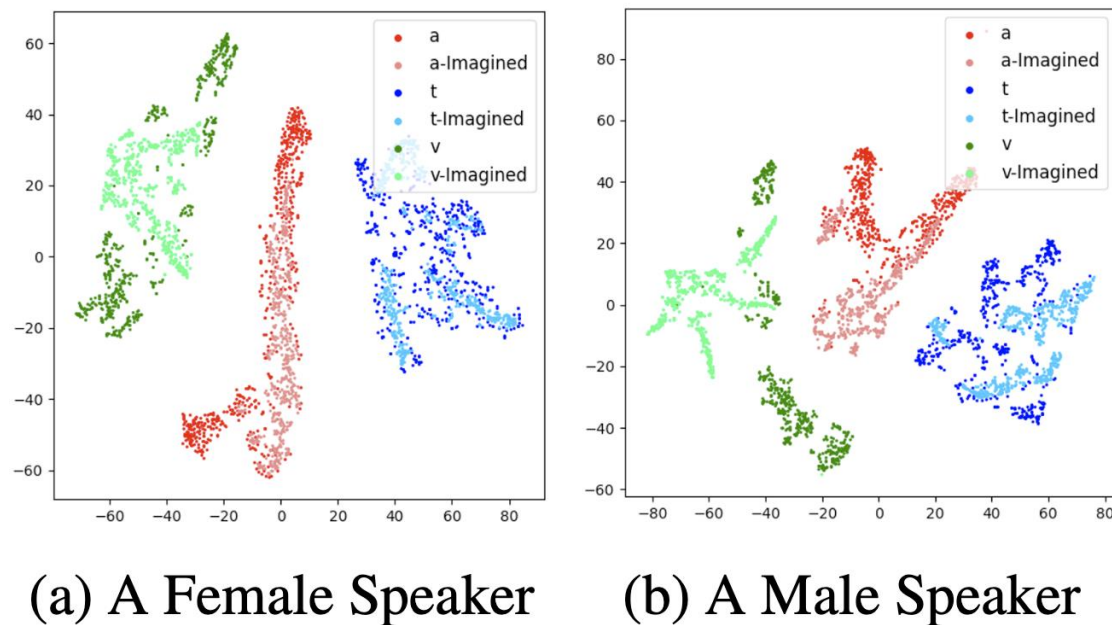 60
40
20
0
−20
−40
−60
−60 −40 −20 0 20 40 60 80
a
a-Imagined
t
t-Imagined
v
v-Imagined
(a) A Female Speaker
80
60
40
20
0
−20
−40
−60
−80 −60 −40 −20 0 20 40 60 80
a
a-Imagined
t
t-Imagined
v
v-Imagined
(b) A Male Speaker